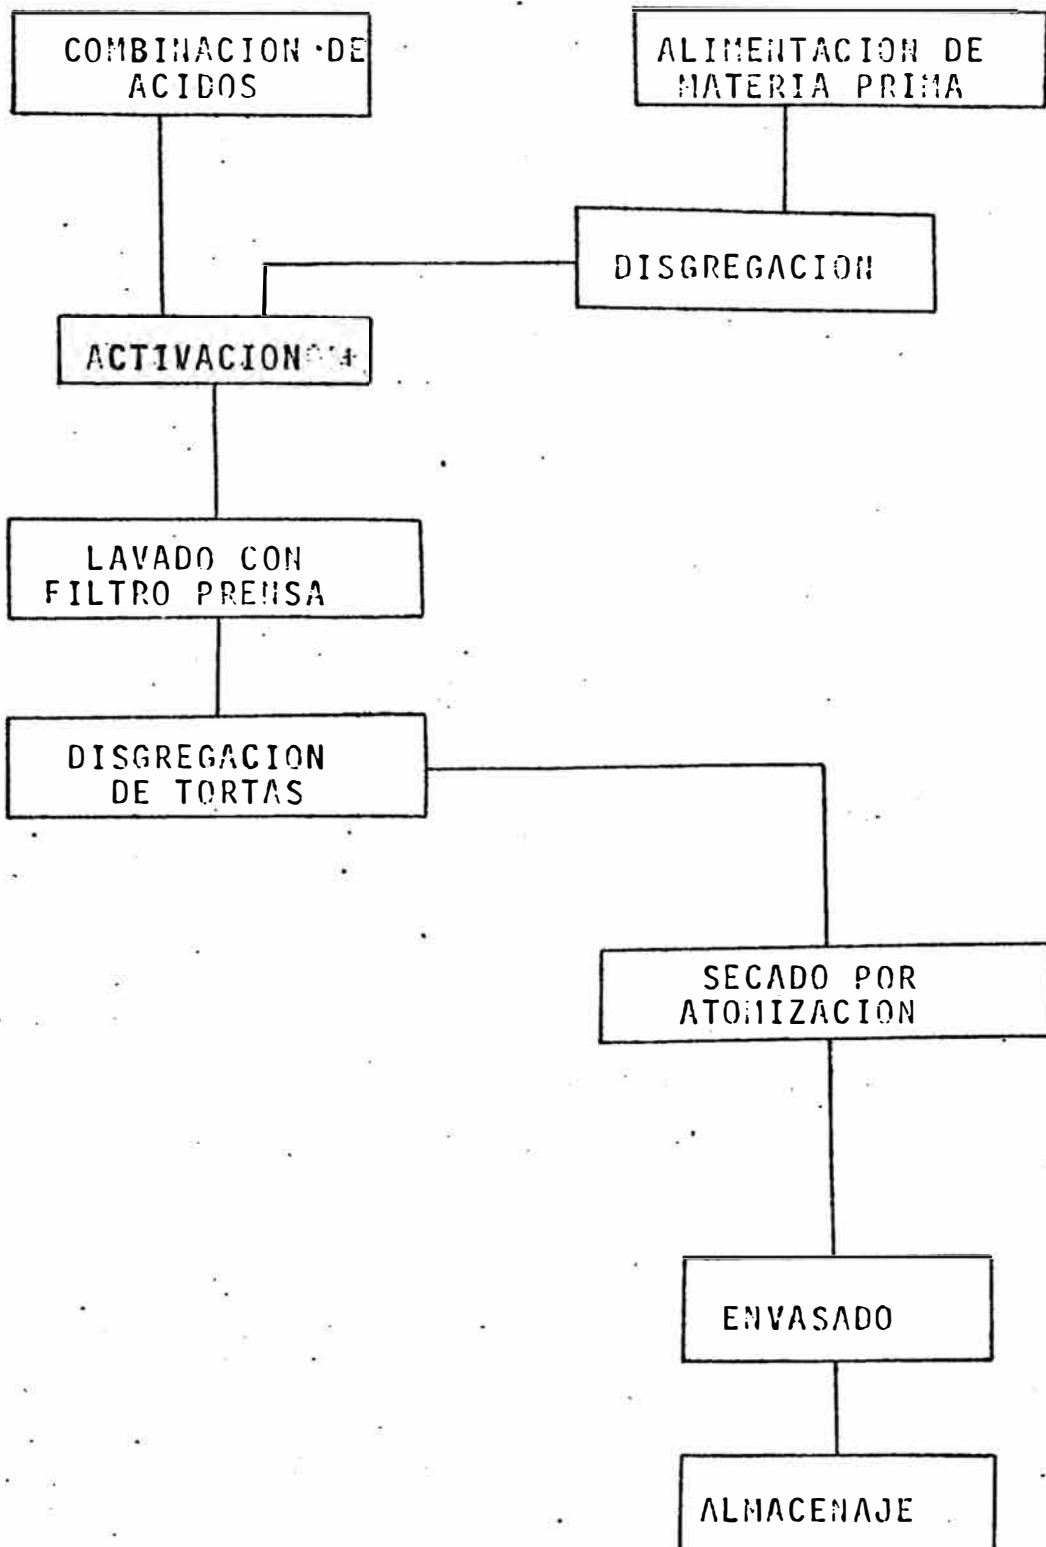 COMBINACION DE
ACIDOS
ALIMENTACION DE
MATERIA PRIMA
DISGREGACION
ACTIVACION
LAVADO CON
FILTRO PRENSA
DISGREGACION
DE TORTAS
SECADO POR
ATOMIZACION
ENVASADO
ALMACENAJE